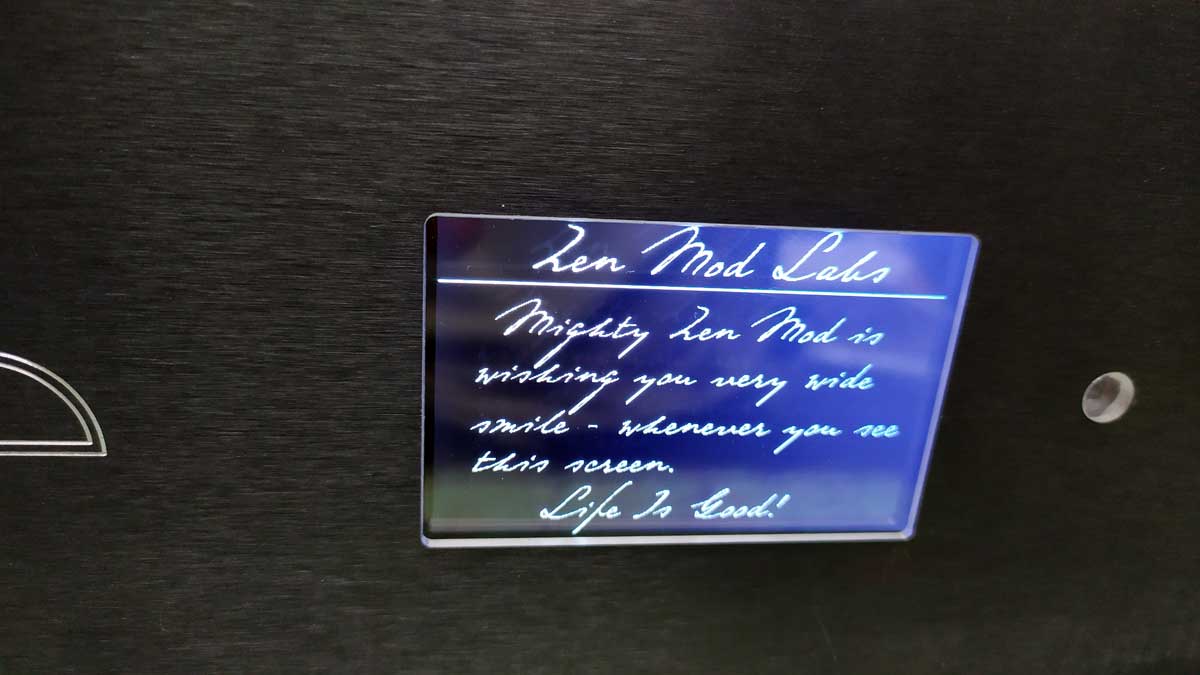 Zen Mod Labs
Mighty Zen Mod is
wishing you very wide
smile - whenever you see
this screen.
Life Is Good!